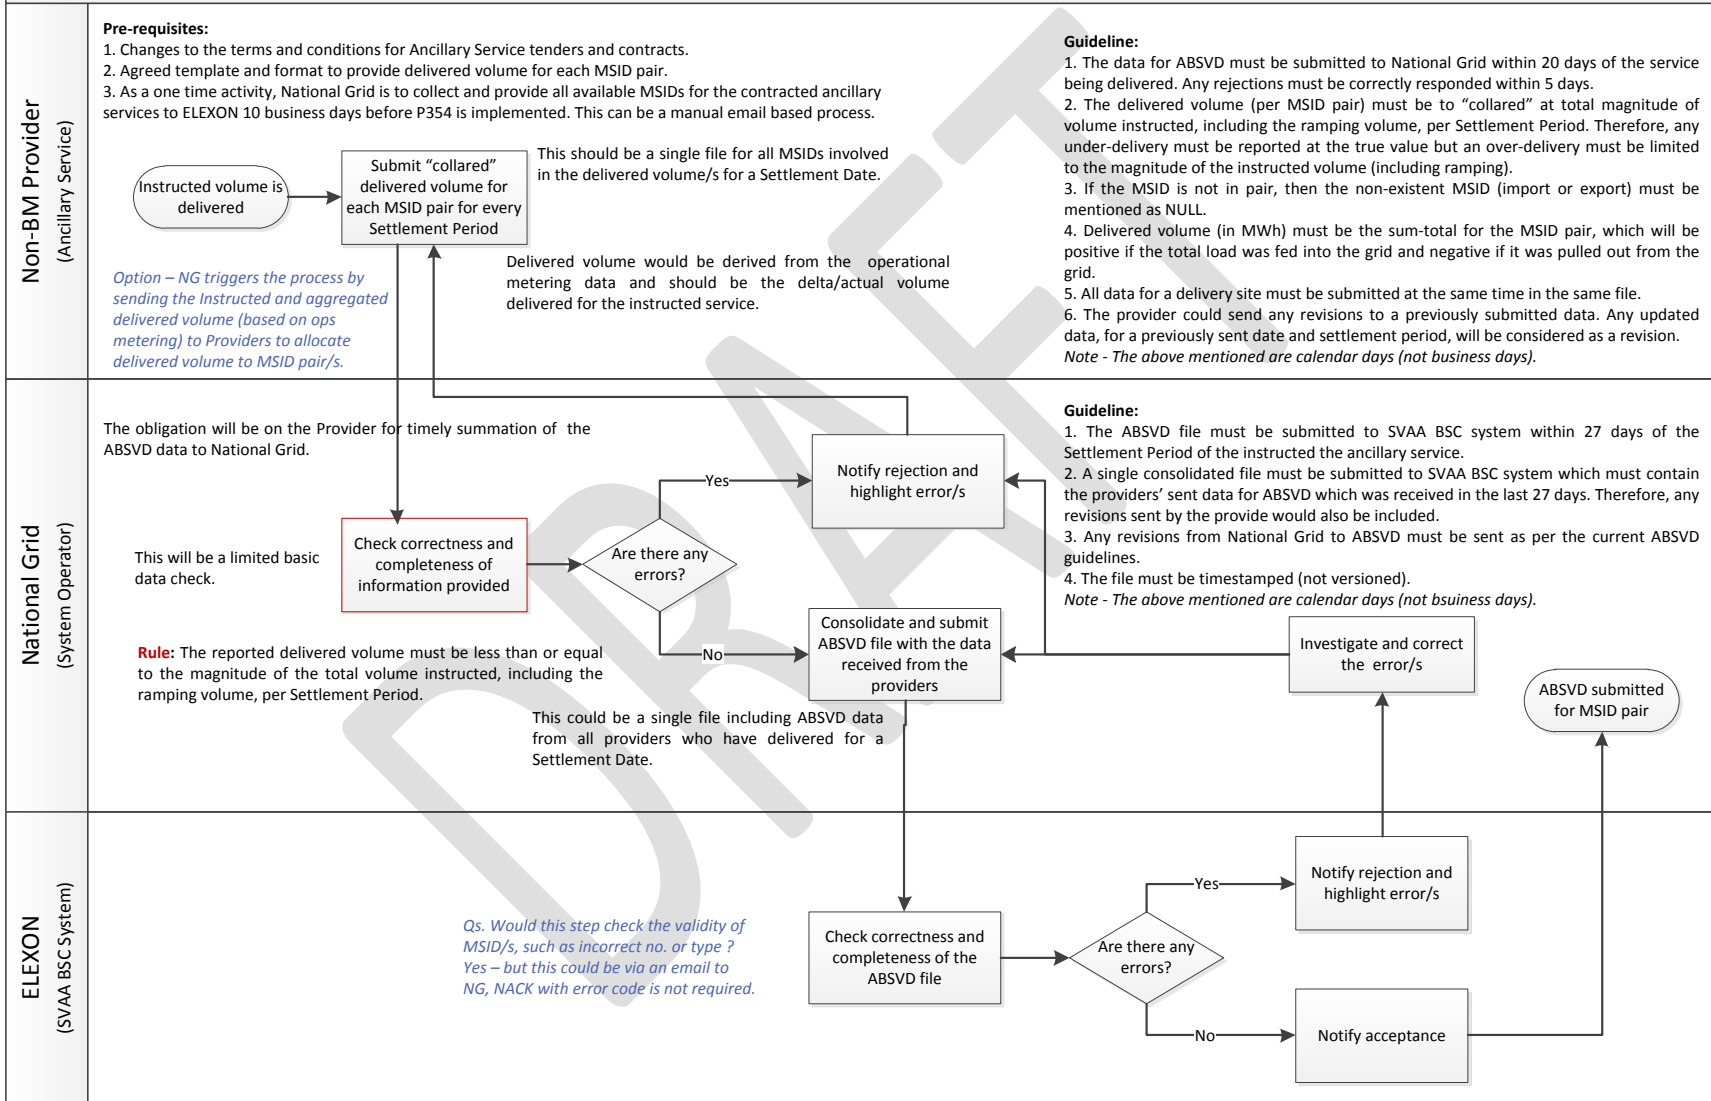 Non-BM Provider
(Ancillary Service)
Pre-requisites:
1. Changes to the terms and conditions for Ancillary Service tenders and contracts.
2. Agreed template and format to provide delivered volume for each MSID pair.
3. As a one time activity, National Grid is to collect and provide all available MSIDs for the contracted ancillary
services to ELEXON 10 business days before P354 is implemented. This can be a manual email based process.
Instructed volume is
delivered
Submit “collared”
delivered volume for
each MSID pair for every
Settlement Period
This should be a single file for all MSIDs involved
in the delivered volume/s for a Settlement Date.
Option – NG triggers the process by
sending the Instructed and aggregated
delivered volume (based on ops
metering) to Providers to allocate
delivered volume to MSID pair/s.
Delivered volume would be derived from the operational
metering data and should be the delta/actual volume
delivered for the instructed service.
Guideline:
1. The data for ABSVD must be submitted to National Grid within 20 days of the service
being delivered. Any rejections must be correctly responded within 5 days.
2. The delivered volume (per MSID pair) must be to “collared” at total magnitude of
volume instructed, including the ramping volume, per Settlement Period. Therefore, any
under-delivery must be reported at the true value but an over-delivery must be limited
to the magnitude of the instructed volume (including ramping).
3. If the MSID is not in pair, then the non-existent MSID (import or export) must be
mentioned as NULL.
4. Delivered volume (in MWh) must be the sum-total for the MSID pair, which will be
positive if the total load was fed into the grid and negative if it was pulled out from the
grid.
5. All data for a delivery site must be submitted at the same time in the same file.
6. The provider could send any revisions to a previously submitted data. Any updated
data, for a previously sent date and settlement period, will be considered as a revision.
Note - The above mentioned are calendar days (not business days).
National Grid
(System Operator)
The obligation will be on the Provider for timely summation of the
ABSVD data to National Grid.
This will be a limited basic
data check.
Check correctness and
completeness of
information provided
Are there any
errors?
Yes
No
Notify rejection and
highlight error/s
Consolidate and submit
ABSVD file with the data
received from the
providers
Rule: The reported delivered volume must be less than or equal
to the magnitude of the total volume instructed, including the
ramping volume, per Settlement Period.
This could be a single file including ABSVD data
from all providers who have delivered for a
Settlement Date.
Guideline:
1. The ABSVD file must be submitted to SVAA BSC system within 27 days of the
Settlement Period of the instructed the ancillary service.
2. A single consolidated file must be submitted to SVAA BSC system which must contain
the providers’ sent data for ABSVD which was received in the last 27 days. Therefore, any
revisions sent by the provide would also be included.
3. Any revisions from National Grid to ABSVD must be sent as per the current ABSVD
guidelines.
4. The file must be timestamped (not versioned).
Note - The above mentioned are calendar days (not bsuiness days).
Investigate and correct
the error/s
ABSVD submitted
for MSID pair
ELEXON
(SVAA BSC System)
Qs. Would this step check the validity of
MSID/s, such as incorrect no. or type ?
Yes – but this could be via an email to
NG, NACK with error code is not required.
Check correctness and
completeness of the
ABSVD file
Are there any
errors?
Yes
No
Notify rejection and
highlight error/s
Notify acceptance
DRAFT